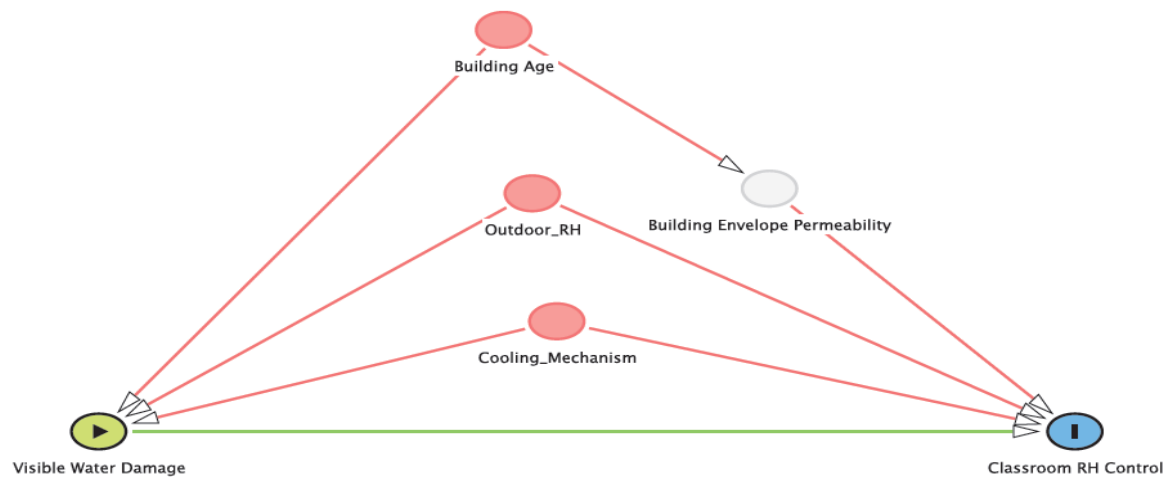 Building Age
Outdoor_RH
Building Envelope Permeability
Cooling_Mechanism
Visible Water Damage
Classroom RH Control